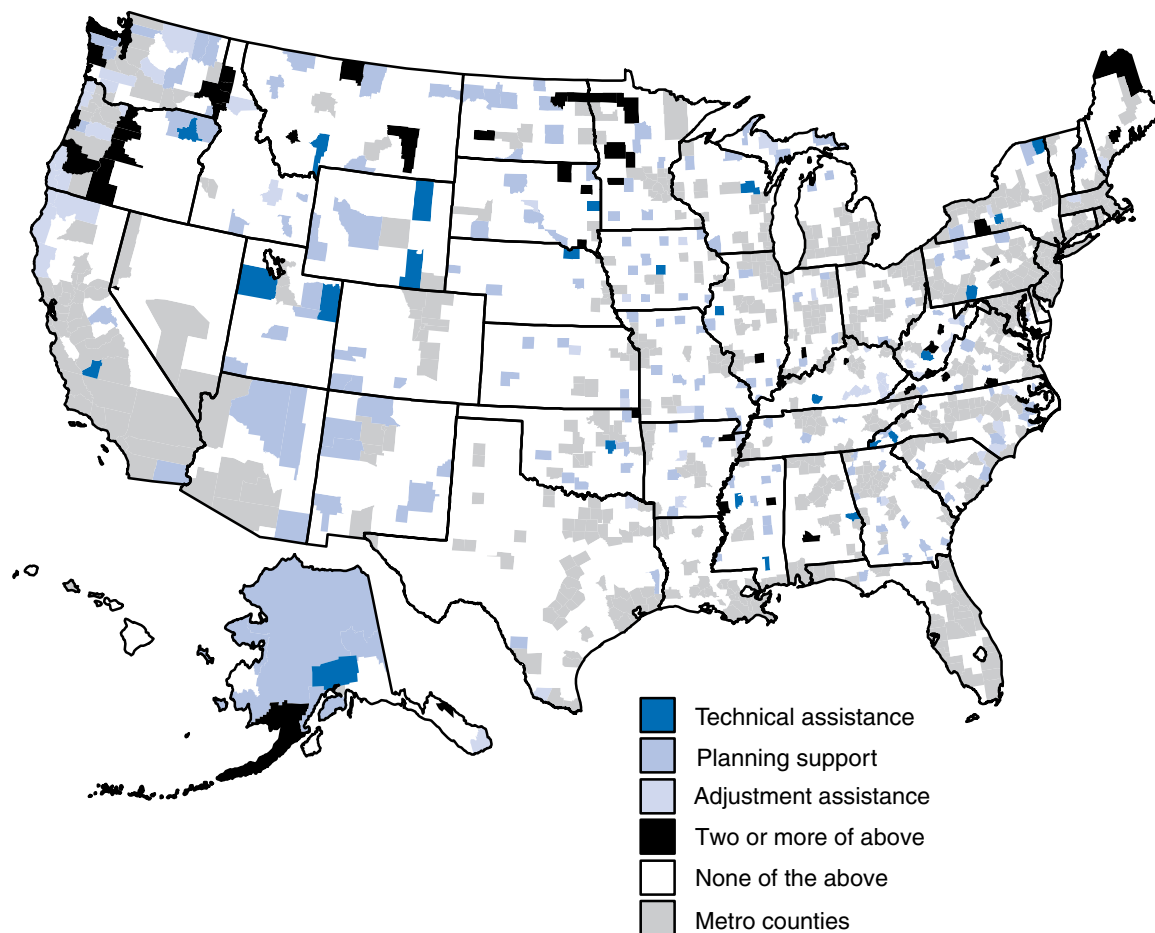 Technical assistance
Planning support
Adjustment assistance
Two or more of above
None of the above
Metro counties